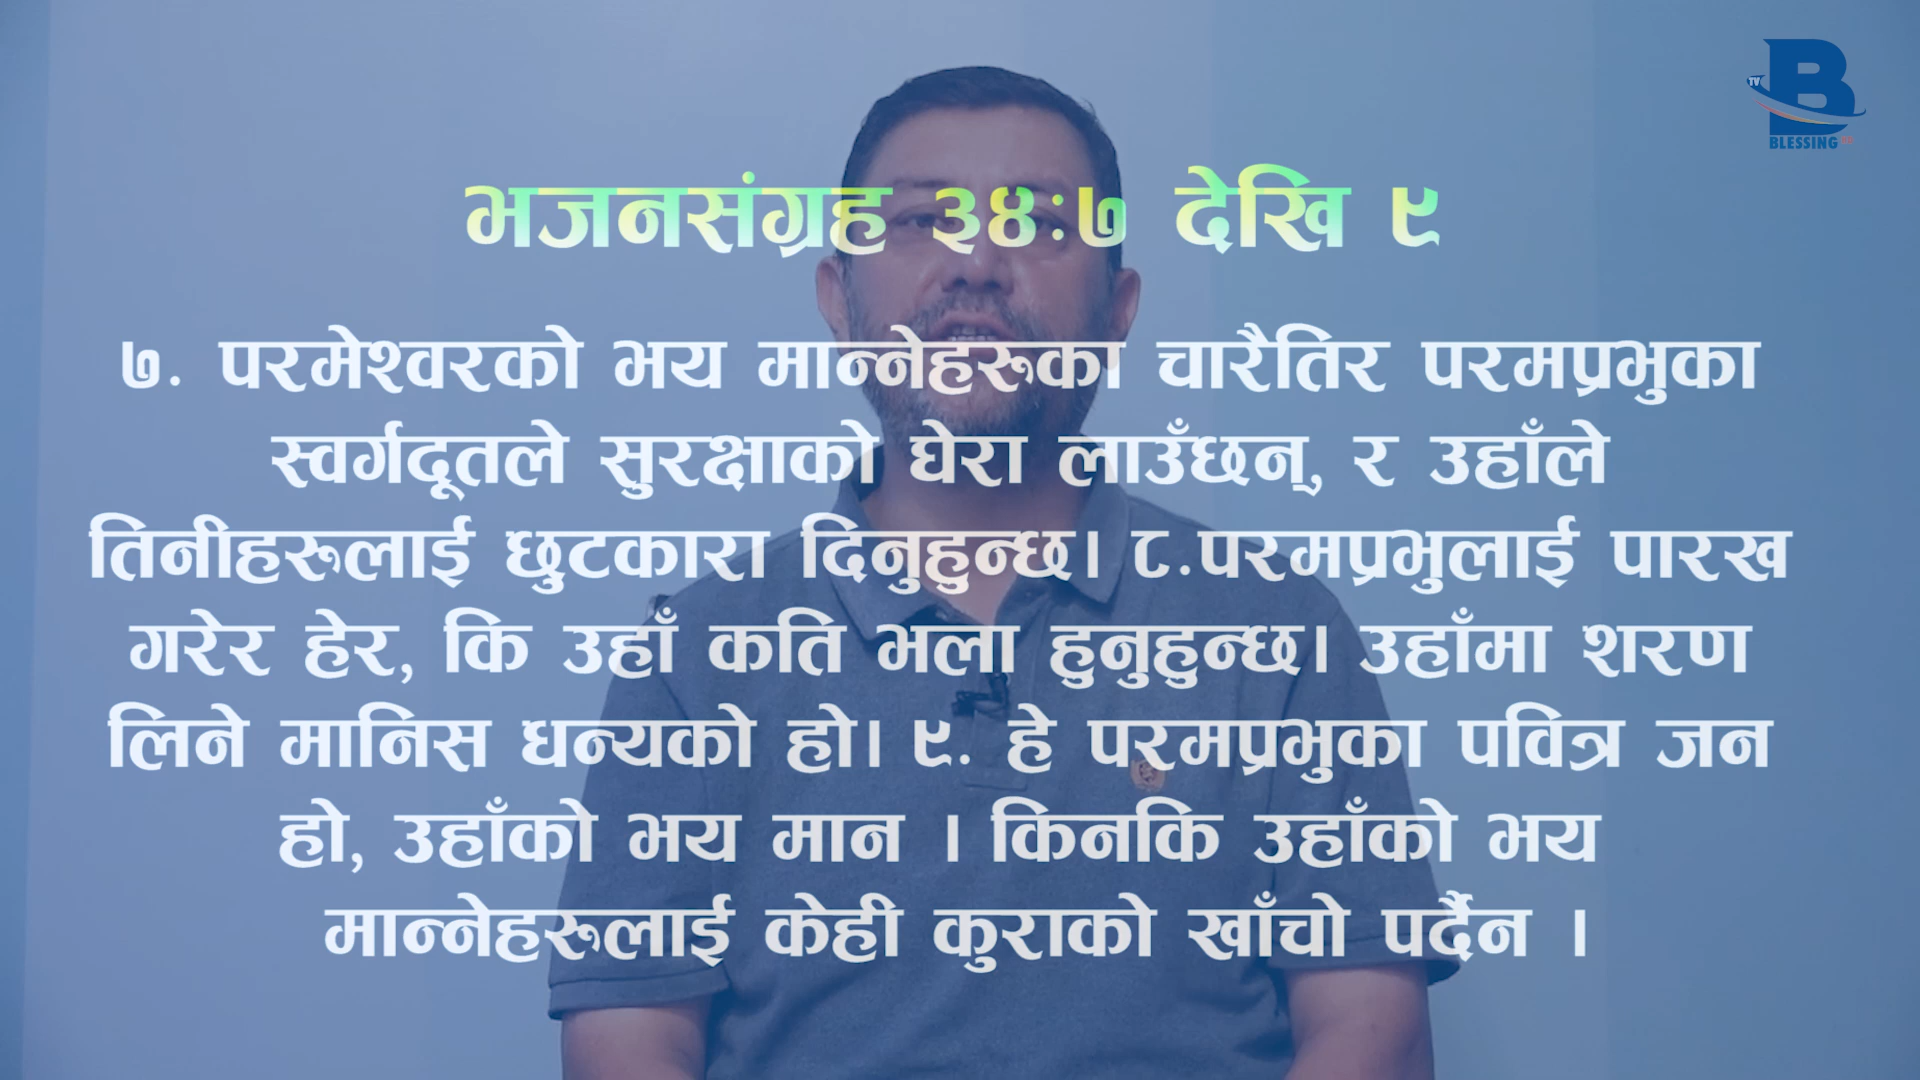 TV
B
BLESSING
भजनसंग्रह ३४:७ देखि ९
७. परमेश्वरको भय मान्नेहरुका चारैतिर परमप्रभुका
स्वर्गदूतले सुरक्षाको घेरा लाउँछन्, र उहाँले
तिनीहरुलाई छुटकारा दिनुहुन्छ। ८.परमप्रभुलाई पारख
गरेर हेर, कि उहाँ कति भला हुनुहुन्छ। उहाँमा शरण
लिने मानिस धन्यको हो। ९. हे परमप्रभुका पवित्र जन
हो, उहाँको भय मान । किनकि उहाँको भय
मान्नेहरुलाई केही कुराको खाँचो पर्दैन ।